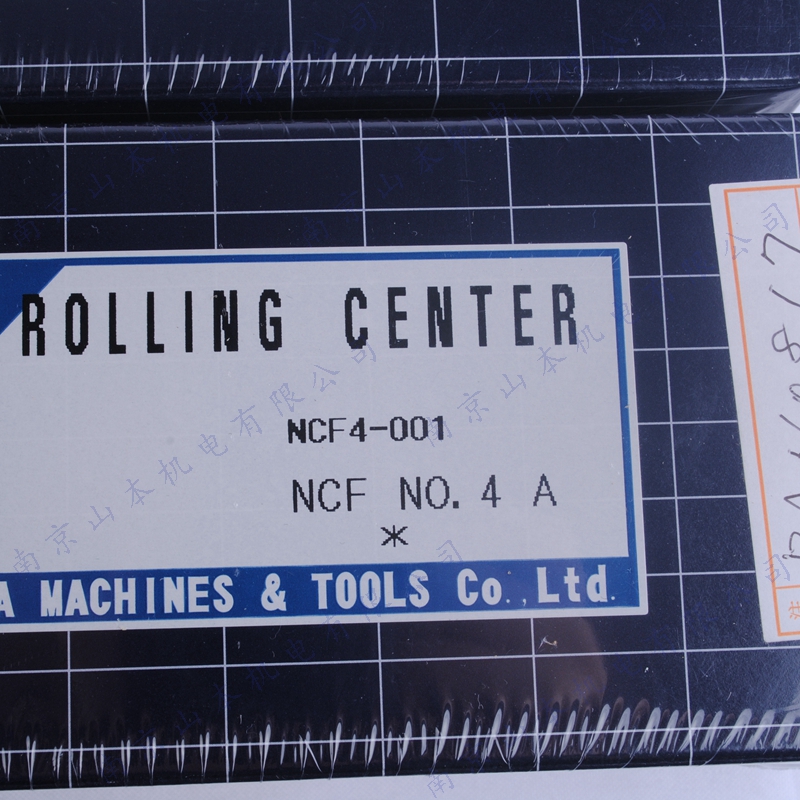 ROLLING CENTER
NCF4-001
NCF NO. 4 A
*
A MACHINES & TOOLS Co., Ltd.
南京山本机电有限公司